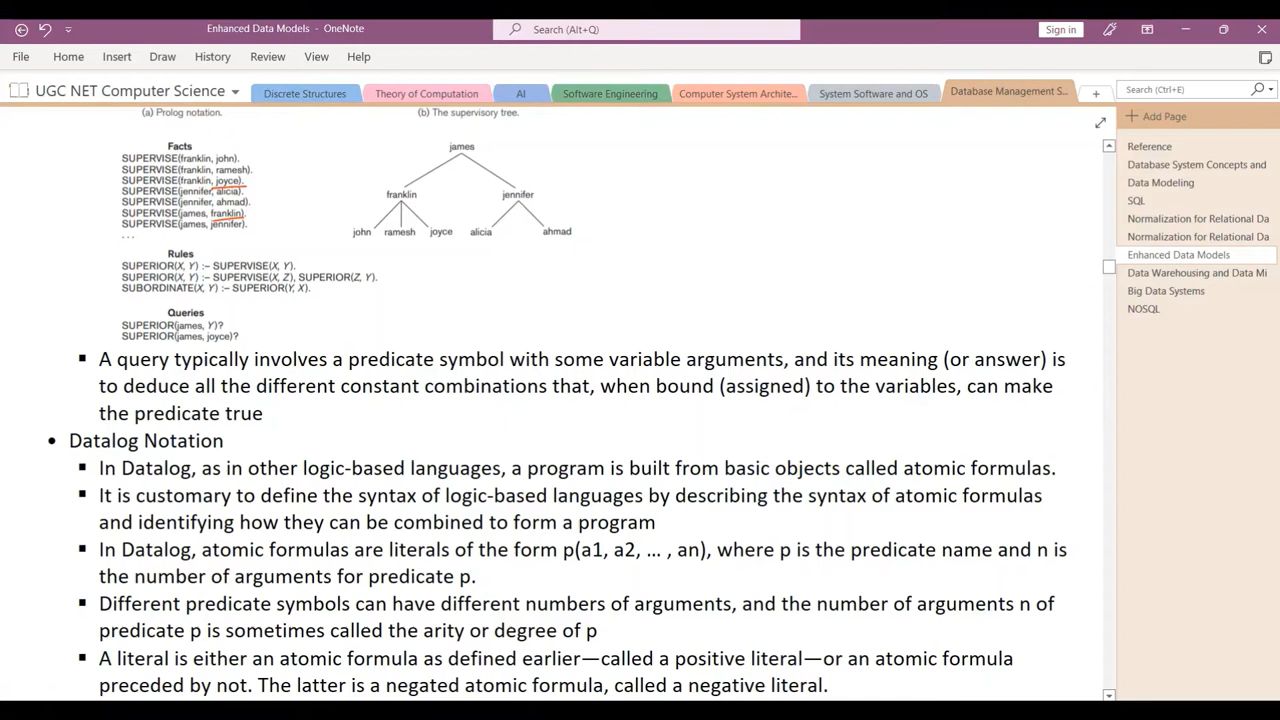 Enhanced Data Models - OneNote
Search (Alt+Q)
Sign in
File Home Insert Draw History Review View Help
UGC NET Computer Science
Discrete Structures
Theory of Computation
AI
Software Engineering
Computer System Archite...
System Software and OS
Database Management S...
+
Search (Ctrl+E)
(a) Prolog notation.
(b) The supervisory tree.
Facts
SUPERVISE(franklin, john).
SUPERVISE(franklin, ramesh).
SUPERVISE(franklin, joyce).
SUPERVISE(jennifer, alicia).
SUPERVISE(jennifer, ahmad).
SUPERVISE(james, franklin).
SUPERVISE(james, jennifer).
...
Rules
SUPERIOR(X, Y) :– SUPERVISE(X, Y).
SUPERIOR(X, Y) :– SUPERVISE(X, Z), SUPERIOR(Z, Y).
SUBORDINATE(X, Y) :– SUPERIOR(Y, X).
Queries
SUPERIOR(james, Y)?
SUPERIOR(james, joyce)?
james
franklin jennifer
john ramesh joyce alicia ahmad
▪ A query typically involves a predicate symbol with some variable arguments, and its meaning (or answer) is
to deduce all the different constant combinations that, when bound (assigned) to the variables, can make
the predicate true
• Datalog Notation
▪ In Datalog, as in other logic-based languages, a program is built from basic objects called atomic formulas.
▪ It is customary to define the syntax of logic-based languages by describing the syntax of atomic formulas
and identifying how they can be combined to form a program
▪ In Datalog, atomic formulas are literals of the form p(a1, a2, … , an), where p is the predicate name and n is
the number of arguments for predicate p.
▪ Different predicate symbols can have different numbers of arguments, and the number of arguments n of
predicate p is sometimes called the arity or degree of p
▪ A literal is either an atomic formula as defined earlier—called a positive literal—or an atomic formula
preceded by not. The latter is a negated atomic formula, called a negative literal.
Add Page
Reference
Database System Concepts and
Data Modeling
SQL
Normalization for Relational Da
Normalization for Relational Da
Enhanced Data Models
Data Warehousing and Data Mi
Big Data Systems
NOSQL